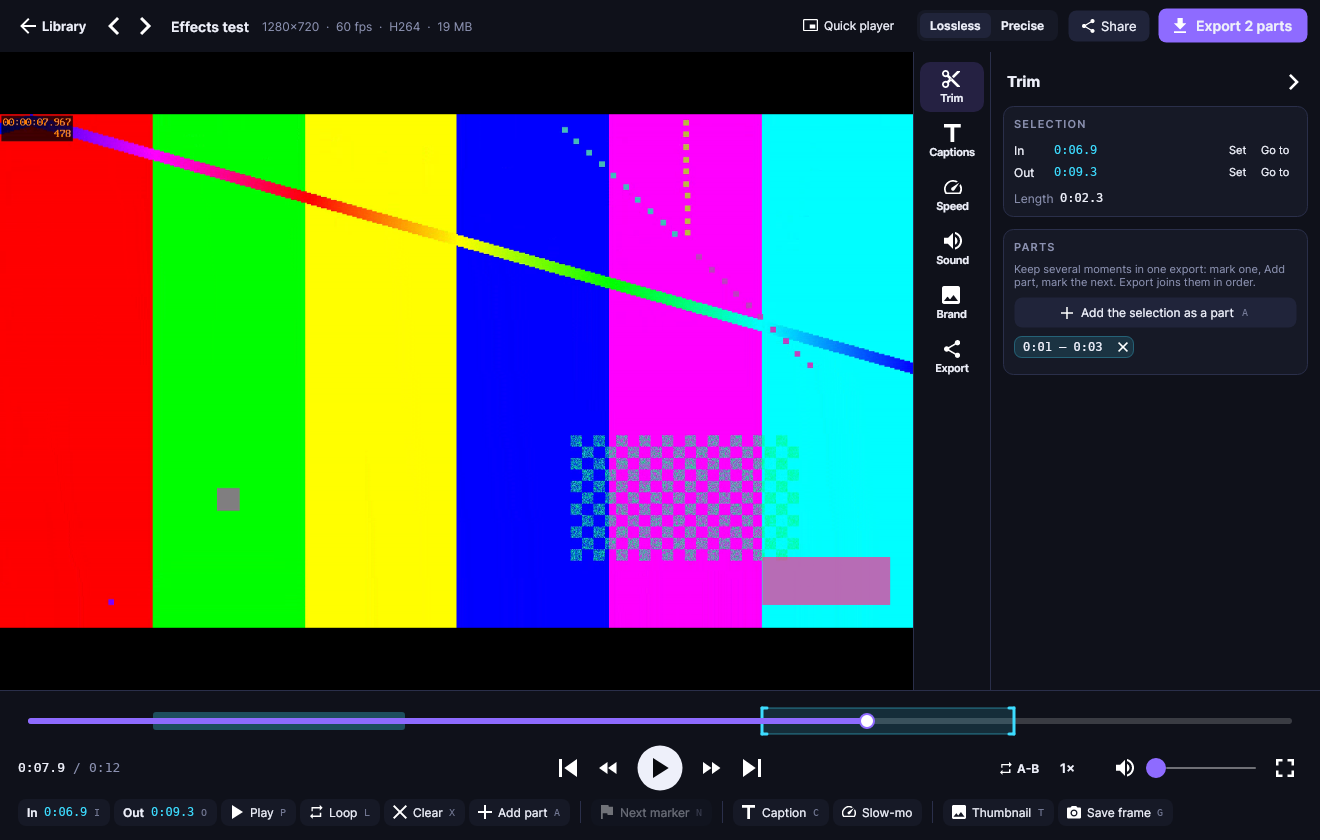 Library
Effects test
1280×720 · 60 fps · H264 · 19 MB
Quick player
Lossless
Precise
Share
Export 2 parts
00:00:07.967
478
Trim
Captions
Speed
Sound
Brand
Export
Trim
SELECTION
In 0:06.9 Set Go to
Out 0:09.3 Set Go to
Length 0:02.3
PARTS
Keep several moments in one export: mark one, Add
part, mark the next. Export joins them in order.
Add the selection as a part A
0:01 – 0:03
0:07.9 / 0:12
A-B
1×
In 0:06.9 I
Out 0:09.3 O
Play P
Loop L
Clear X
Add part A
Next marker N
Caption C
Slow-mo
Thumbnail T
Save frame G